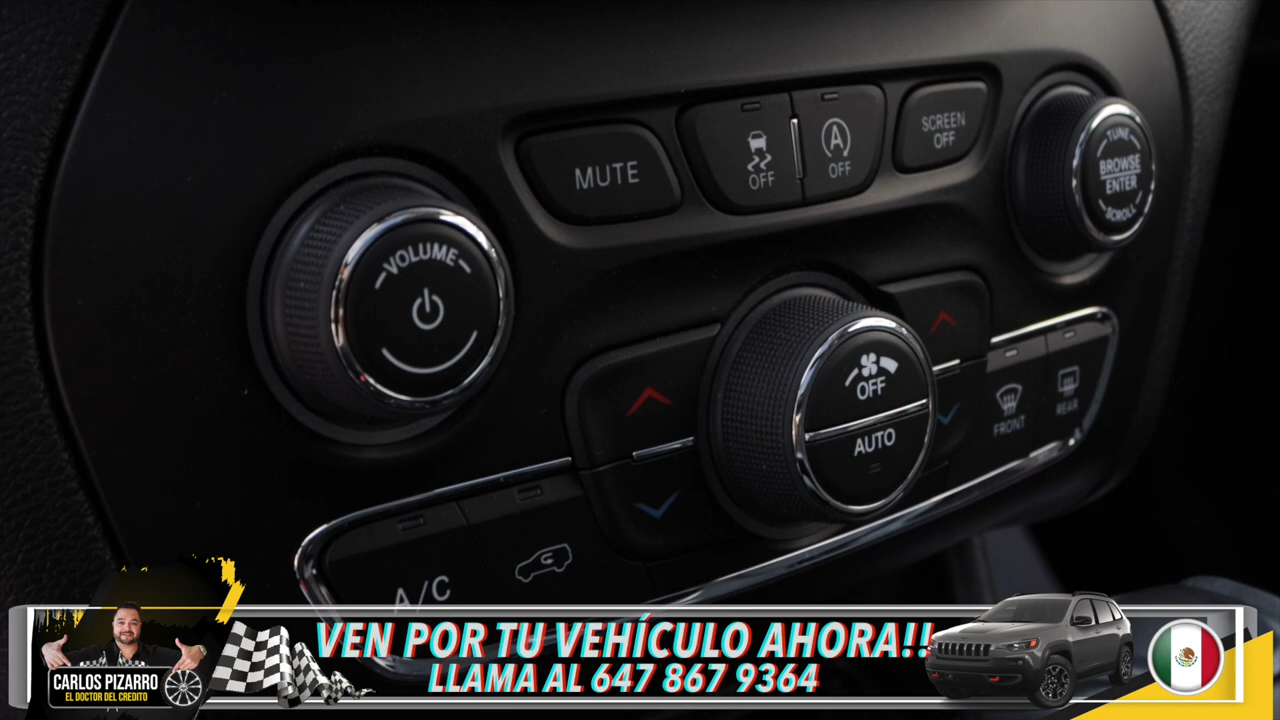 MUTE
OFF
A
OFF
SCREEN
OFF
TUNE
BROWSE
ENTER
SCROLL
VOLUME
OFF
AUTO
FRONT
REAR
A/C
VEN POR TU VEHÍCULO AHORA!!
LLAMA AL 647 867 9364
CARLOS PIZARRO
EL DOCTOR DEL CREDITO